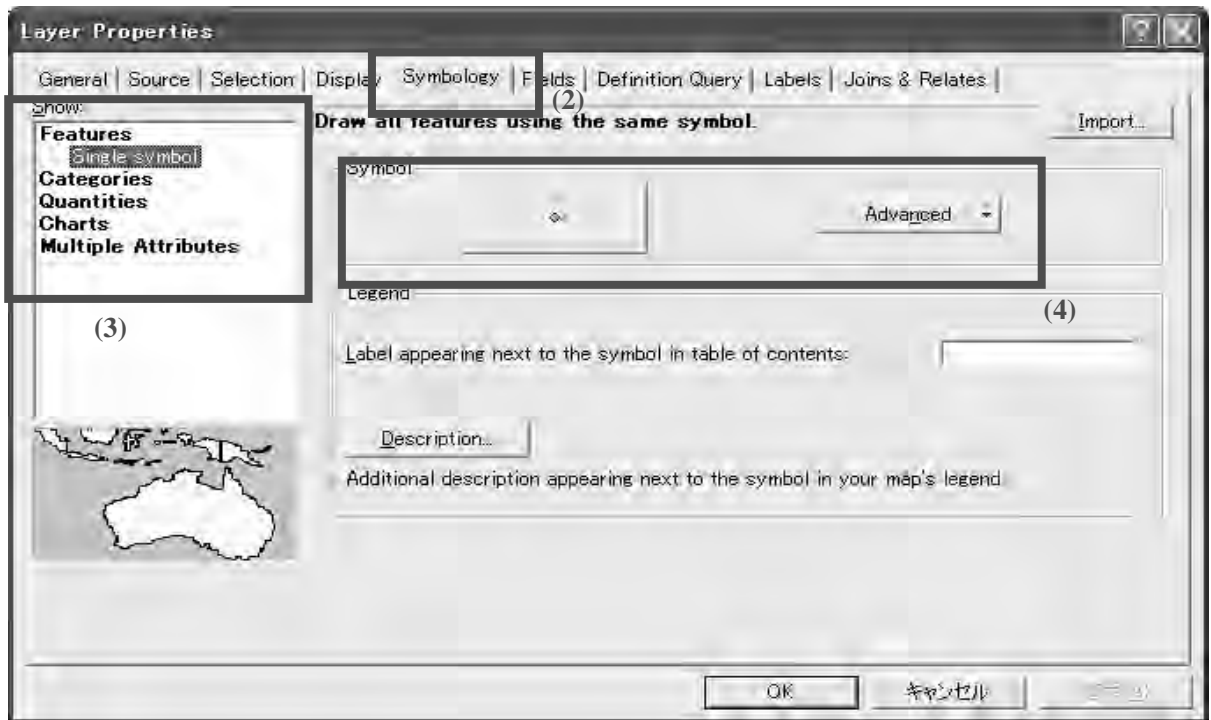 Layer Properties
General | Source | Selection | Display | Symbology | Fields | Definition Query | Labels | Joins & Relates |
(2)
Show:
Draw all features using the same symbol.
Import...
Features
Single symbol
Categories
Quantities
Charts
Multiple Attributes
Symbol
Advanced
Legend
(3)
(4)
Label appearing next to the symbol in table of contents:
Description...
Additional description appearing next to the symbol in your map's legend
OK
キャンセル